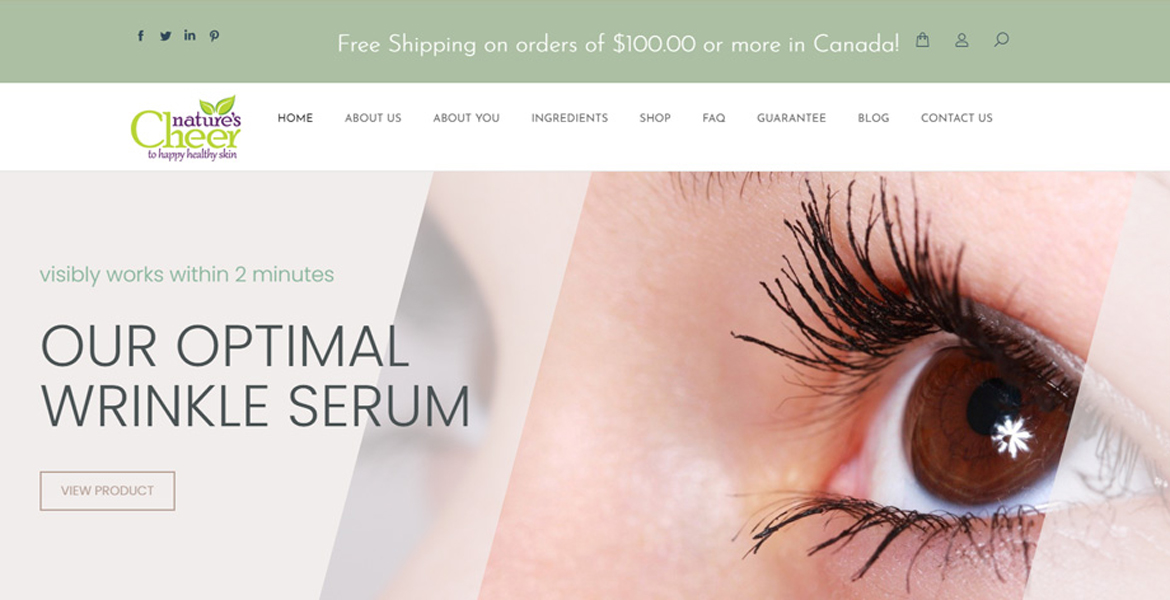 Free Shipping on orders of $100.00 or more in Canada!
nature's
Cheer
to happy healthy skin
HOME ABOUT US ABOUT YOU INGREDIENTS SHOP FAQ GUARANTEE BLOG CONTACT US
visibly works within 2 minutes
OUR OPTIMAL
WRINKLE SERUM
VIEW PRODUCT